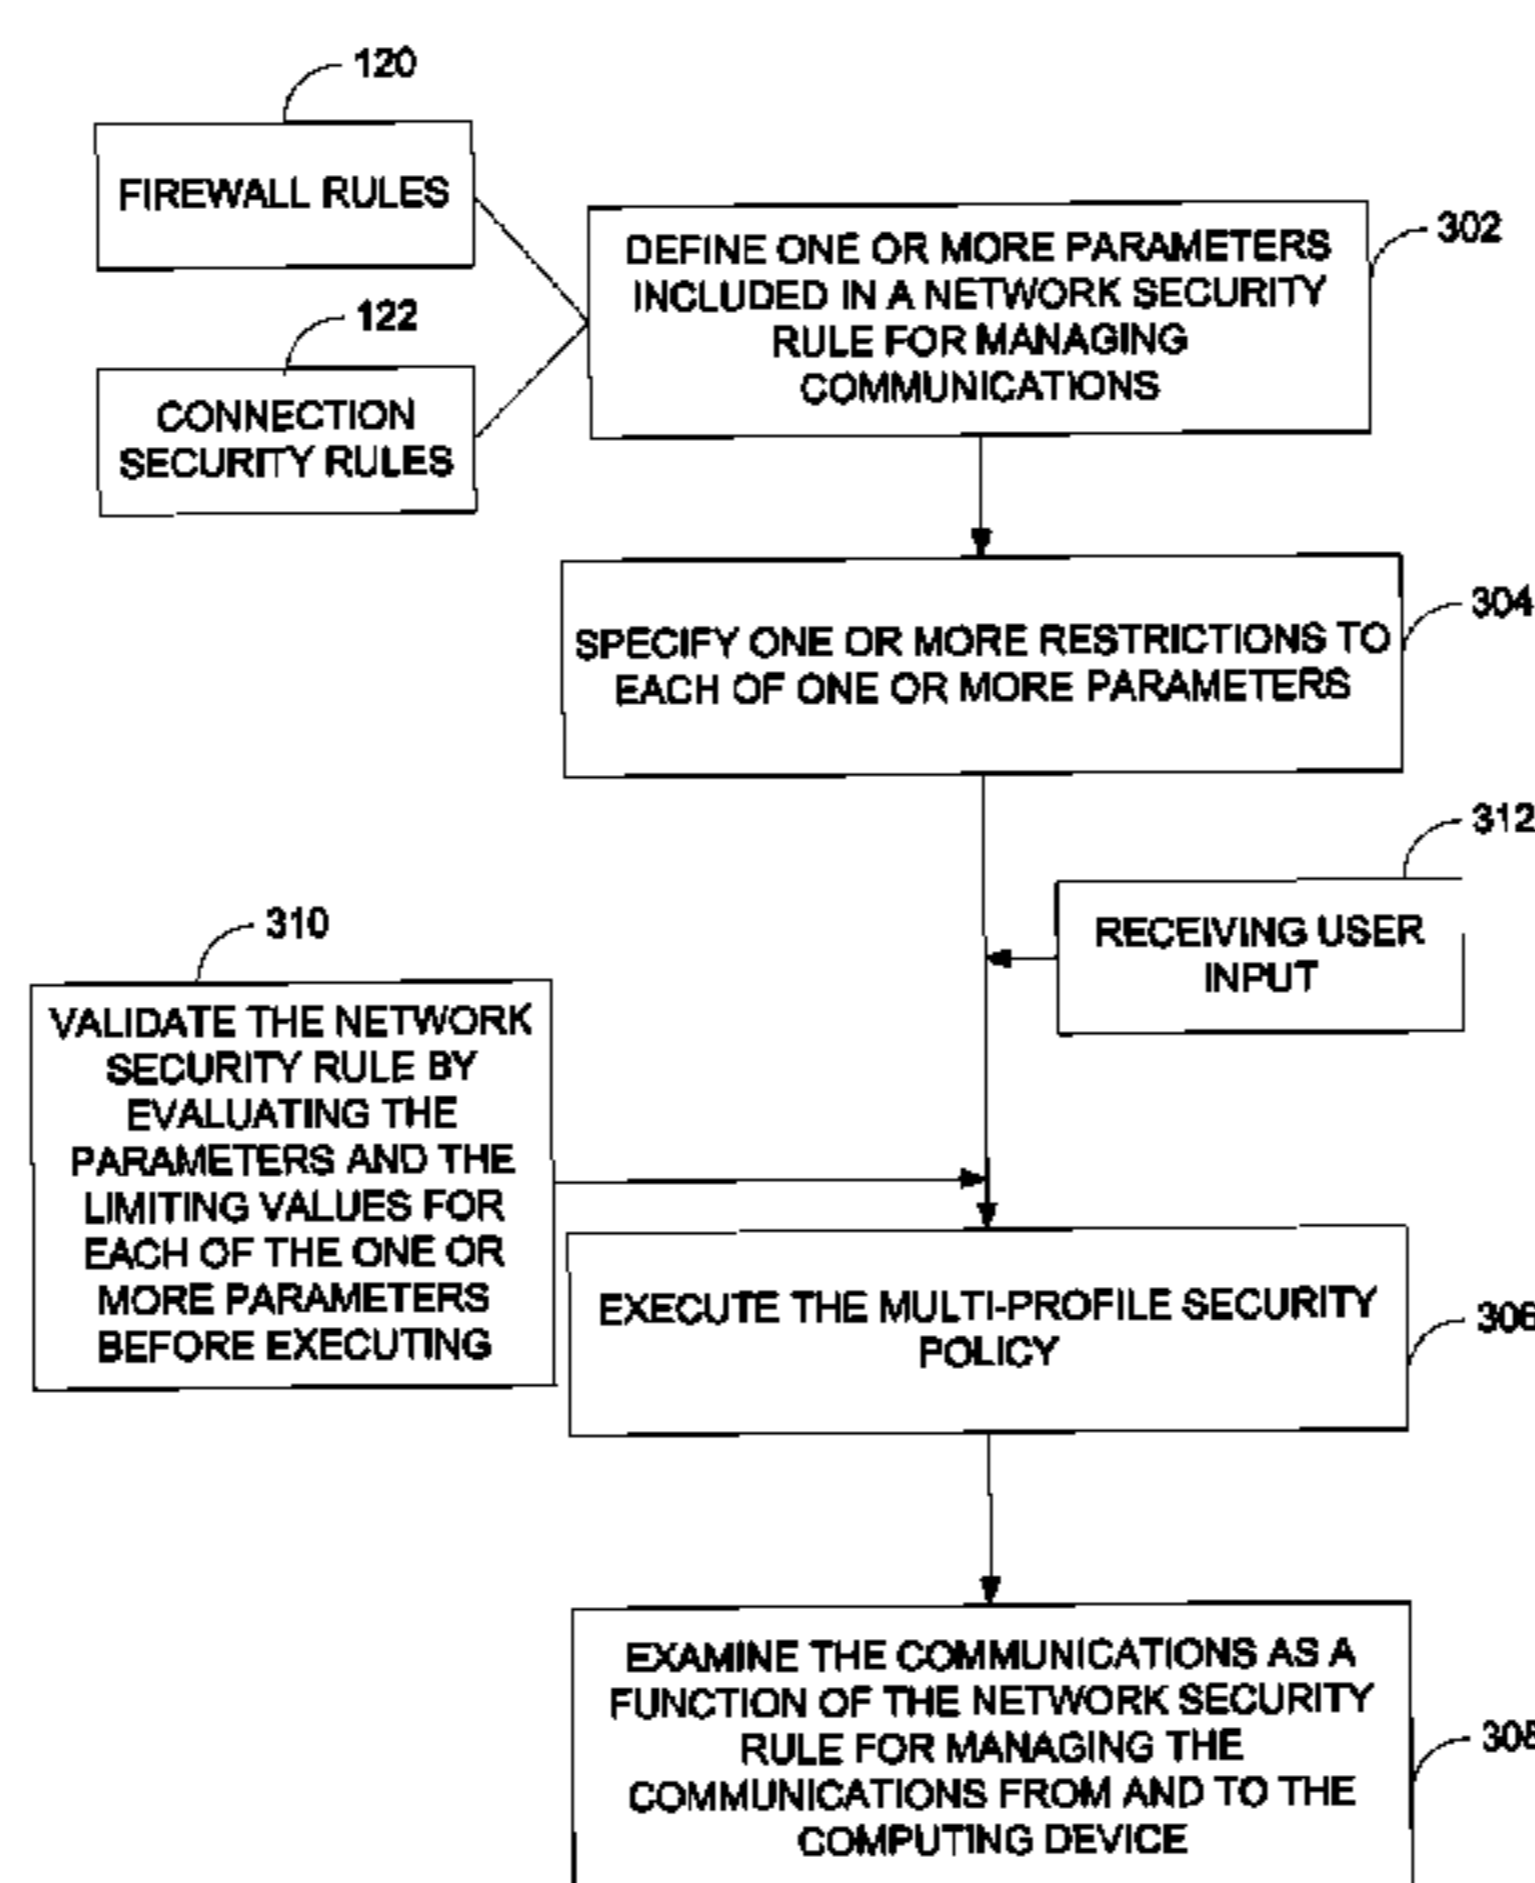 120
FIREWALL RULES
302
DEFINE ONE OR MORE PARAMETERS
INCLUDED IN A NETWORK SECURITY
RULE FOR MANAGING
COMMUNICATIONS
122
CONNECTION
SECURITY RULES
304
SPECIFY ONE OR MORE RESTRICTIONS TO
EACH OF ONE OR MORE PARAMETERS
312
RECEIVING USER
INPUT
310
VALIDATE THE NETWORK
SECURITY RULE BY
EVALUATING THE
PARAMETERS AND THE
LIMITING VALUES FOR
EACH OF THE ONE OR
MORE PARAMETERS
BEFORE EXECUTING
306
EXECUTE THE MULTI-PROFILE SECURITY
POLICY
308
EXAMINE THE COMMUNICATIONS AS A
FUNCTION OF THE NETWORK SECURITY
RULE FOR MANAGING THE
COMMUNICATIONS FROM AND TO THE
COMPUTING DEVICE